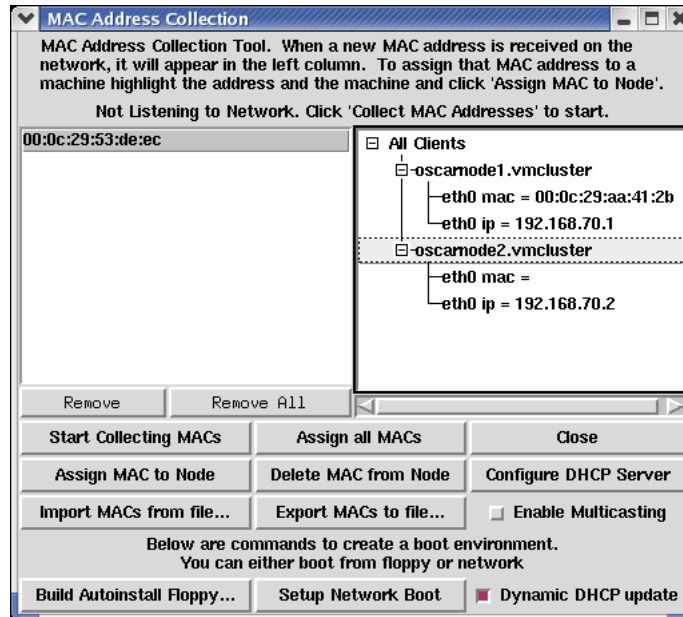 MAC Address Collection
MAC Address Collection Tool. When a new MAC address is received on the
network, it will appear in the left column. To assign that MAC address to a
machine highlight the address and the machine and click 'Assign MAC to Node'.
Not Listening to Network. Click 'Collect MAC Addresses' to start.
00:0c:29:53:de:ec
All Clients
oscarnode1.vmcluster
eth0 mac = 00:0c:29:aa:41:2b
eth0 ip = 192.168.70.1
oscarnode2.vmcluster
eth0 mac =
eth0 ip = 192.168.70.2
Remove
Remove All
Start Collecting MACs
Assign all MACs
Close
Assign MAC to Node
Delete MAC from Node
Configure DHCP Server
Import MACs from file...
Export MACs to file...
Enable Multicasting
Below are commands to create a boot environment.
You can either boot from floppy or network
Build Autoinstall Floppy...
Setup Network Boot
Dynamic DHCP update